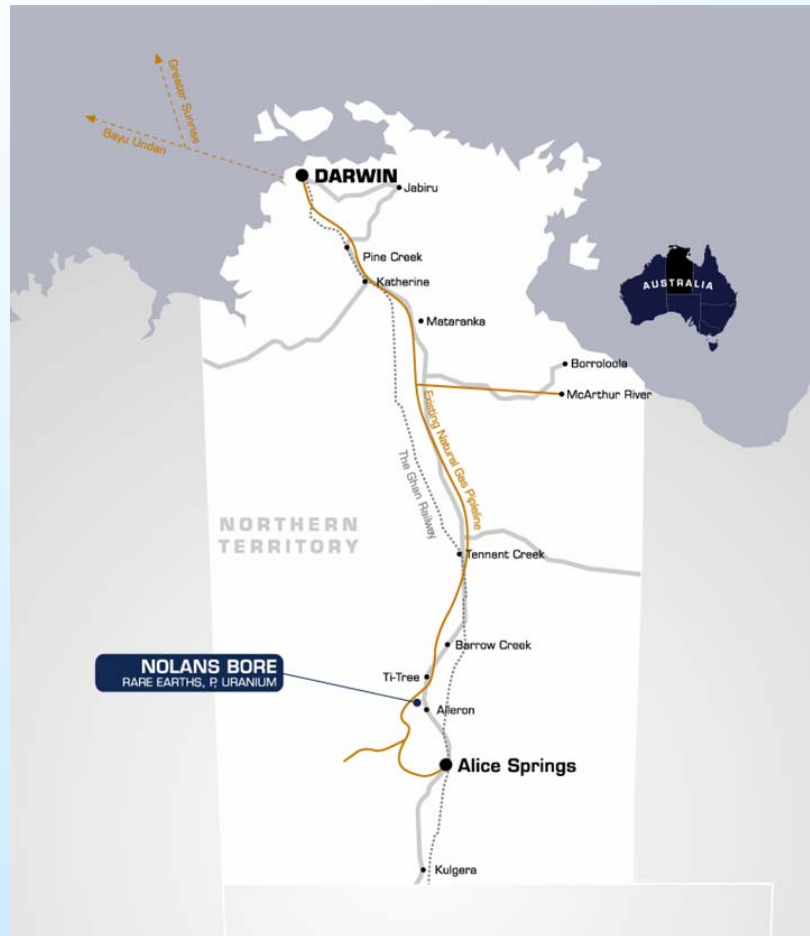 Greater Sunrise
Bayu Undan
DARWIN
Jabiru
Pine Creek
Katherine
AUSTRALIA
Mataranka
Borroloola
McArthur River
Existing Natural Gas Pipleline
The Ghan Railway
NORTHERN
TERRITORY
Tennant Creek
Barrow Creek
NOLANS BORE
RARE EARTHS, P, URANIUM
Ti-Tree
Aileron
Alice Springs
Kulgera